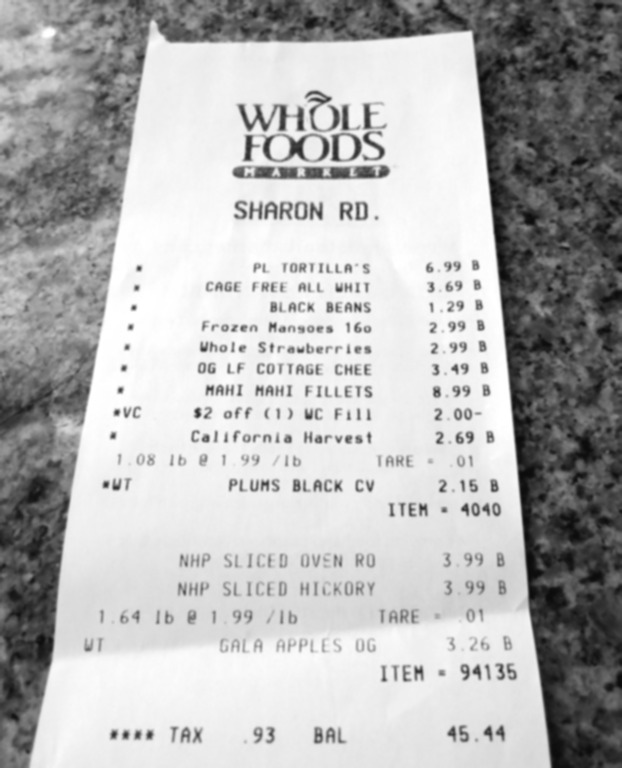 WHOLE
FOODS
MARKET
SHARON RD.
* PL TORTILLA'S 6.99 B
* CAGE FREE ALL WHIT 3.69 B
* BLACK BEANS 1.29 B
* Frozen Mangoes 16o 2.99 B
* Whole Strawberries 2.99 B
* OG LF COTTAGE CHEE 3.49 B
* MAHI MAHI FILLETS 8.99 B
*VC $2 off (1) WC Fill 2.00-
* California Harvest 2.69 B
1.08 lb @ 1.99 /lb TARE = .01
*WT PLUMS BLACK CV 2.15 B
ITEM = 4040
NHP SLICED OVEN RO 3.99 B
NHP SLICED HICKORY 3.99 B
1.64 lb @ 1.99 /lb TARE = .01
WT GALA APPLES OG 3.26 B
ITEM = 94135
**** TAX .93 BAL 45.44